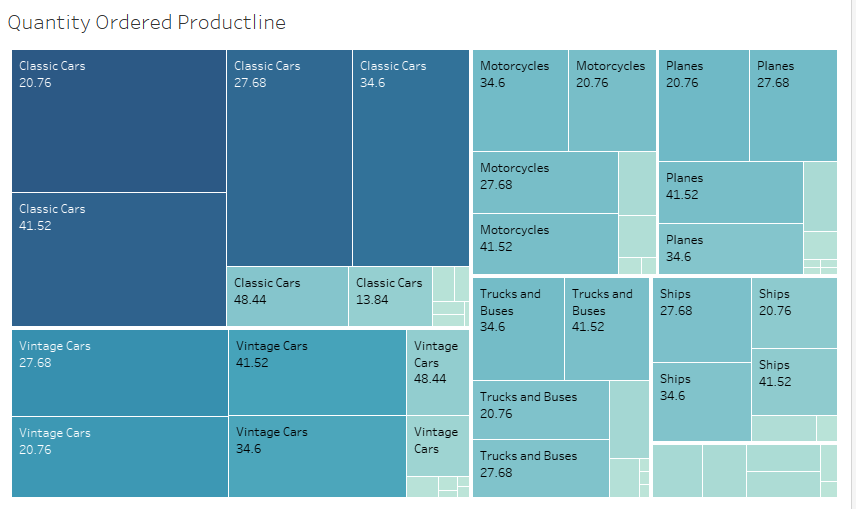 Quantity Ordered Productline
Classic Cars
20.76
Classic Cars
27.68
Classic Cars
34.6
Classic Cars
41.52
Classic Cars
48.44
Classic Cars
13.84
Vintage Cars
27.68
Vintage Cars
41.52
Vintage
Cars
48.44
Vintage Cars
20.76
Vintage Cars
34.6
Vintage
Cars
Motorcycles
34.6
Motorcycles
20.76
Motorcycles
27.68
Motorcycles
41.52
Planes
20.76
Planes
27.68
Planes
41.52
Planes
34.6
Trucks and
Buses
34.6
Trucks and
Buses
41.52
Trucks and Buses
20.76
Trucks and Buses
27.68
Ships
27.68
Ships
20.76
Ships
34.6
Ships
41.52